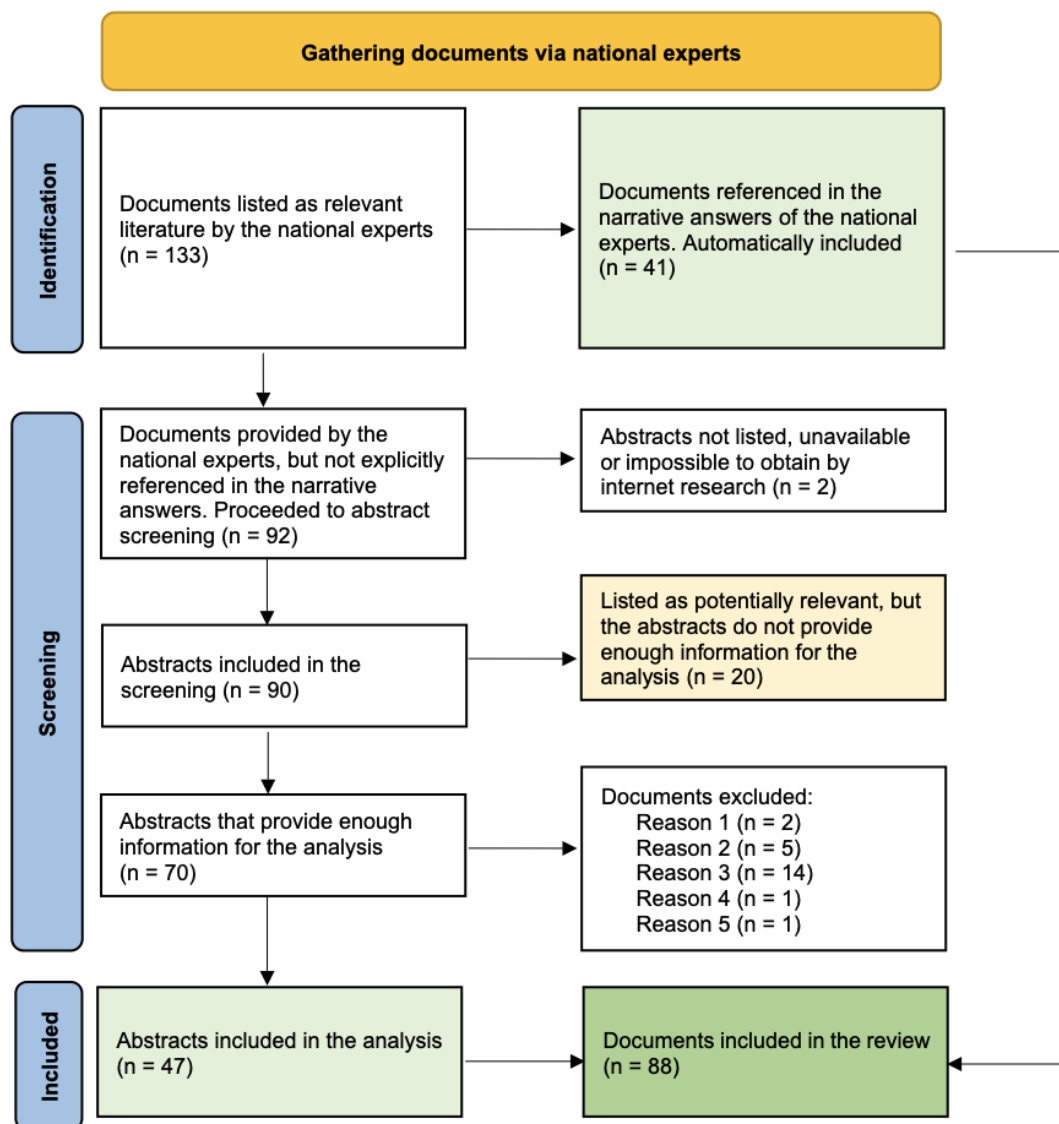 Gathering documents via national experts
Identification
Documents listed as relevant
literature by the national experts
(n = 133)
Documents referenced in the
narrative answers of the national
experts. Automatically included
(n = 41)
Screening
Documents provided by the
national experts, but not explicitly
referenced in the narrative
answers. Proceeded to abstract
screening (n = 92)
Abstracts not listed, unavailable
or impossible to obtain by
internet research (n = 2)
Abstracts included in the
screening (n = 90)
Listed as potentially relevant, but
the abstracts do not provide
enough information for the
analysis (n = 20)
Abstracts that provide enough
information for the analysis
(n = 70)
Documents excluded:
Reason 1 (n = 2)
Reason 2 (n = 5)
Reason 3 (n = 14)
Reason 4 (n = 1)
Reason 5 (n = 1)
Included
Abstracts included in the analysis
(n = 47)
Documents included in the review
(n = 88)